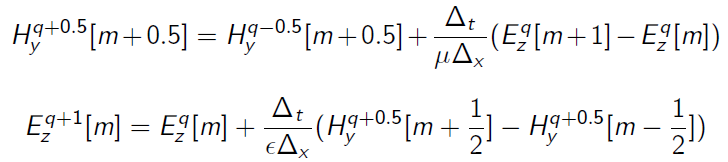 H_y^{q+0.5}[m+0.5] = H_y^{q-0.5}[m+0.5] + \frac{\Delta_t}{\mu\Delta_x}(E_z^q[m+1] - E_z^q[m])
E_z^{q+1}[m] = E_z^q[m] + \frac{\Delta_t}{\epsilon\Delta_x}(H_y^{q+0.5}[m + \frac{1}{2}] - H_y^{q+0.5}[m - \frac{1}{2}])